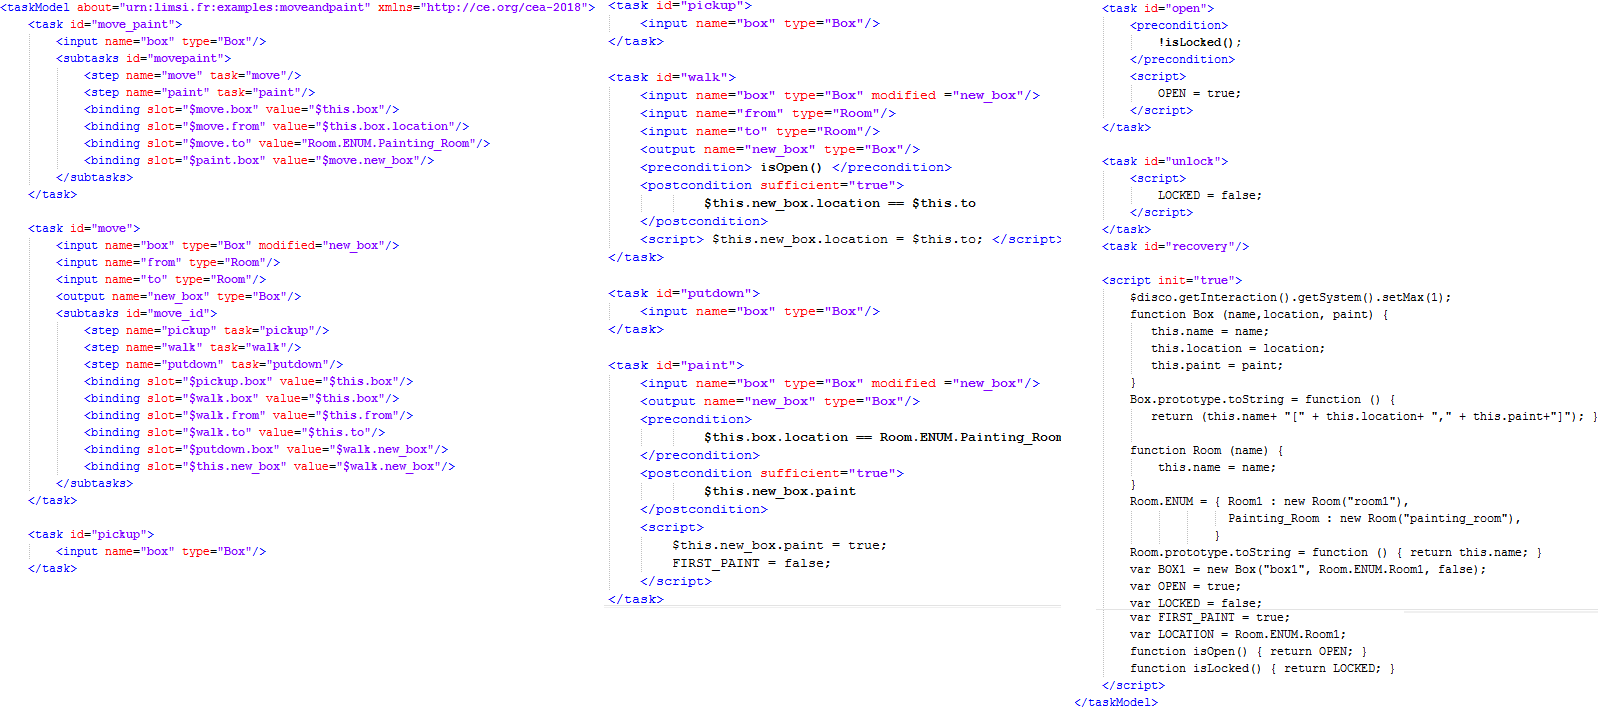 <taskModel about="urn:limsi.fr:examples:moveandpaint" xmlns="http://ce.org/cea-2018">
<task id="move_paint">
<input name="box" type="Box"/>
<subtasks id="movepaint">
<step name="move" task="move"/>
<step name="paint" task="paint"/>
<binding slot="$move.box" value="$this.box"/>
<binding slot="$move.from" value="$this.box.location"/>
<binding slot="$move.to" value="Room.ENUM.Painting_Room"/>
<binding slot="$paint.box" value="$move.new_box"/>
</subtasks>
</task>
<task id="move">
<input name="box" type="Box" modified="new_box"/>
<input name="from" type="Room"/>
<input name="to" type="Room"/>
<output name="new_box" type="Box"/>
<subtasks id="move_id">
<step name="pickup" task="pickup"/>
<step name="walk" task="walk"/>
<step name="putdown" task="putdown"/>
<binding slot="$pickup.box" value="$this.box"/>
<binding slot="$walk.box" value="$this.box"/>
<binding slot="$walk.from" value="$this.from"/>
<binding slot="$walk.to" value="$this.to"/>
<binding slot="$putdown.box" value="$walk.new_box"/>
<binding slot="$this.new_box" value="$walk.new_box"/>
</subtasks>
</task>
<task id="pickup">
<input name="box" type="Box"/>
</task>
<task id="pickup">
<input name="box" type="Box"/>
</task>
<task id="walk">
<input name="box" type="Box" modified ="new_box"/>
<input name="from" type="Room"/>
<input name="to" type="Room"/>
<output name="new_box" type="Box"/>
<precondition> isOpen() </precondition>
<postcondition sufficient="true">
$this.new_box.location == $this.to
</postcondition>
<script> $this.new_box.location = $this.to; </script>
</task>
<task id="putdown">
<input name="box" type="Box"/>
</task>
<task id="paint">
<input name="box" type="Box" modified ="new_box"/>
<output name="new_box" type="Box"/>
<precondition>
$this.box.location == Room.ENUM.Painting_Room
</precondition>
<postcondition sufficient="true">
$this.new_box.paint
</postcondition>
<script>
$this.new_box.paint = true;
FIRST_PAINT = false;
</script>
</task>
<task id="open">
<precondition>
!isLocked();
</precondition>
<script>
OPEN = true;
</script>
</task>
<task id="unlock">
<script>
LOCKED = false;
</script>
</task>
<task id="recovery"/>
<script init="true">
$disco.getInteraction().getSystem().setMax(1);
function Box (name,location, paint) {
this.name = name;
this.location = location;
this.paint = paint;
}
Box.prototype.toString = function () {
return (this.name+ "[" + this.location+ "," + this.paint+"]"); }
function Room (name) {
this.name = name;
}
Room.ENUM = { Room1 : new Room("room1"),
Painting_Room : new Room("painting_room"),
}
Room.prototype.toString = function () { return this.name; }
var BOX1 = new Box("box1", Room.ENUM.Room1, false);
var OPEN = true;
var LOCKED = false;
var FIRST_PAINT = true;
var LOCATION = Room.ENUM.Room1;
function isOpen() { return OPEN; }
function isLocked() { return LOCKED; }
</script>
</taskModel>